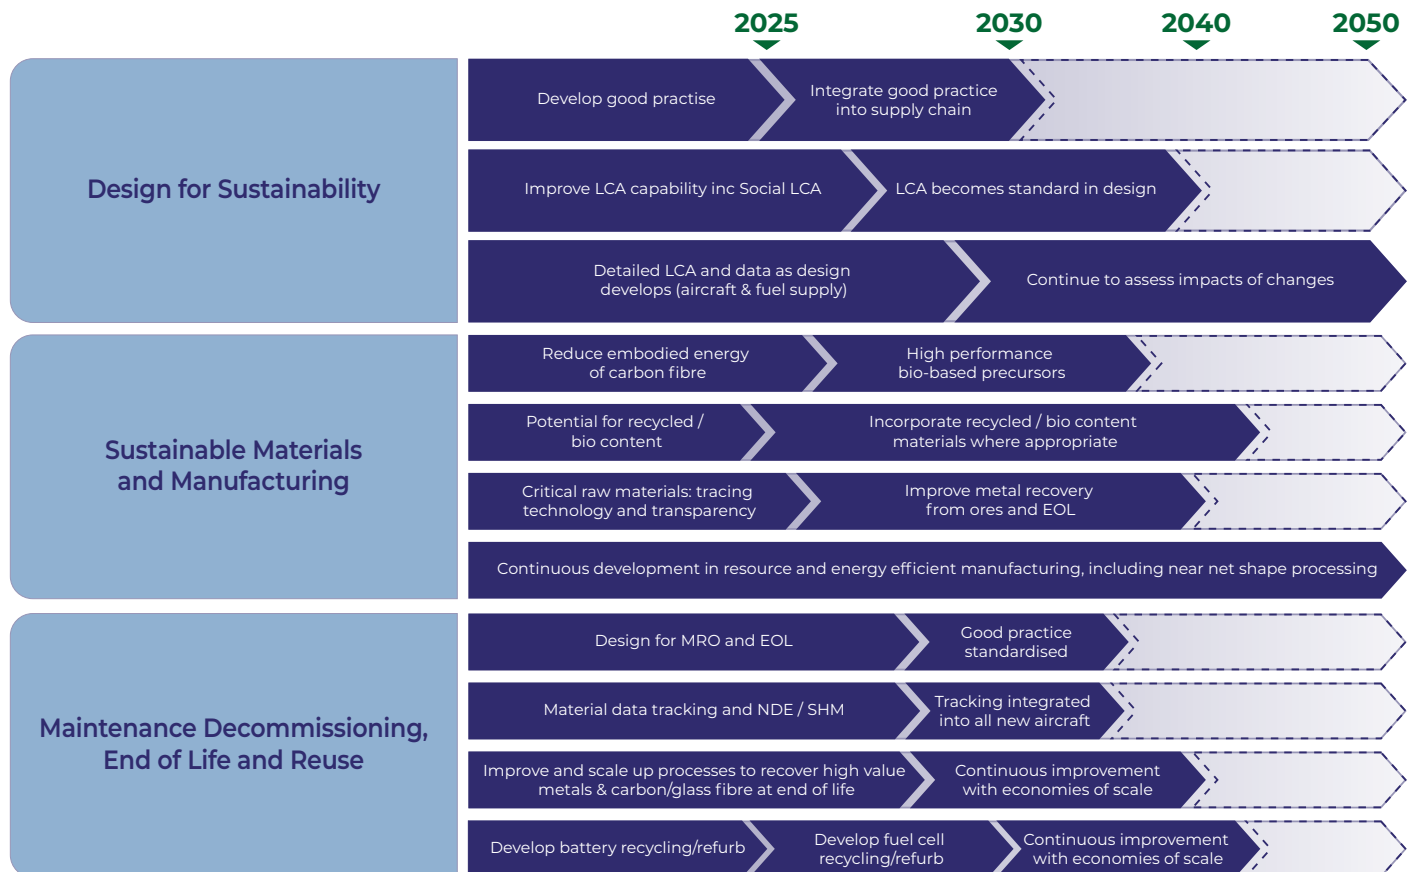 2025 2030 2040 2050
Design for Sustainability
Develop good practise
Integrate good practice
into supply chain
Improve LCA capability inc Social LCA
LCA becomes standard in design
Detailed LCA and data as design
develops (aircraft & fuel supply)
Continue to assess impacts of changes
Sustainable Materials
and Manufacturing
Reduce embodied energy
of carbon fibre
High performance
bio-based precursors
Potential for recycled /
bio content
Incorporate recycled / bio content
materials where appropriate
Critical raw materials: tracing
technology and transparency
Improve metal recovery
from ores and EOL
Continuous development in resource and energy efficient manufacturing, including near net shape processing
Maintenance Decommissioning,
End of Life and Reuse
Design for MRO and EOL
Good practice
standardised
Material data tracking and NDE / SHM
Tracking integrated
into all new aircraft
Improve and scale up processes to recover high value
metals & carbon/glass fibre at end of life
Continuous improvement
with economies of scale
Develop battery recycling/refurb
Develop fuel cell
recycling/refurb
Continuous improvement
with economies of scale